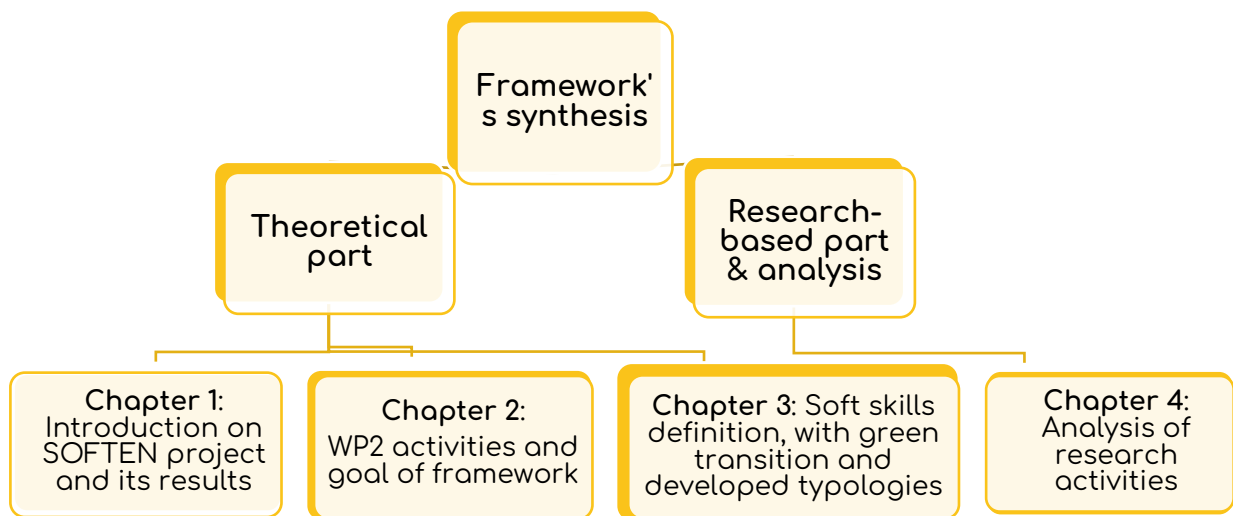 Framework'
s synthesis
Theoretical
part
Research-
based part
& analysis
Chapter 1:
Introduction on
SOFTEN project
and its results
Chapter 2:
WP2 activities and
goal of framework
Chapter 3: Soft skills
definition, with green
transition and
developed typologies
Chapter 4:
Analysis of
research
activities